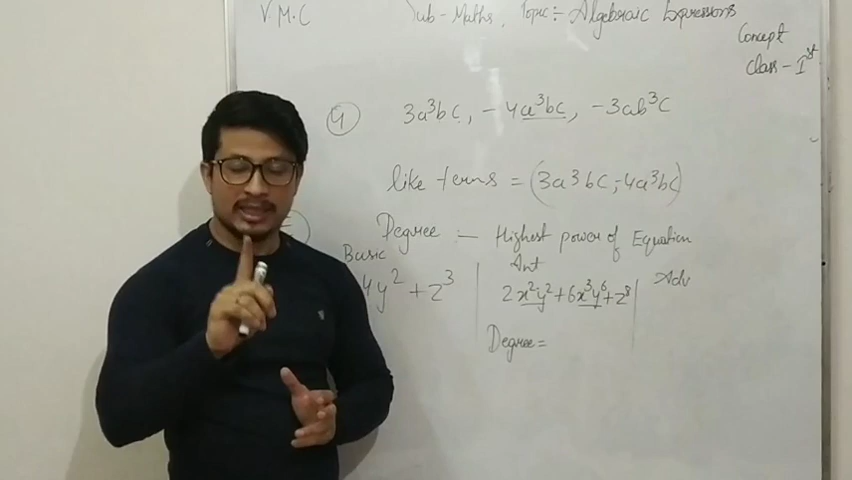 V.M.C Sub-Maths, Topic :- Algebraic Expressions
Concept
class-Ist
4 3a³bc, -4a³bc, -3ab³c
like terms = (3a³bc, -4a³bc)
Degree :- Highest power of Equation
Basic Int Adv
4y²+z³ 2x²y²+6x³y⁶+z⁸
Degree=